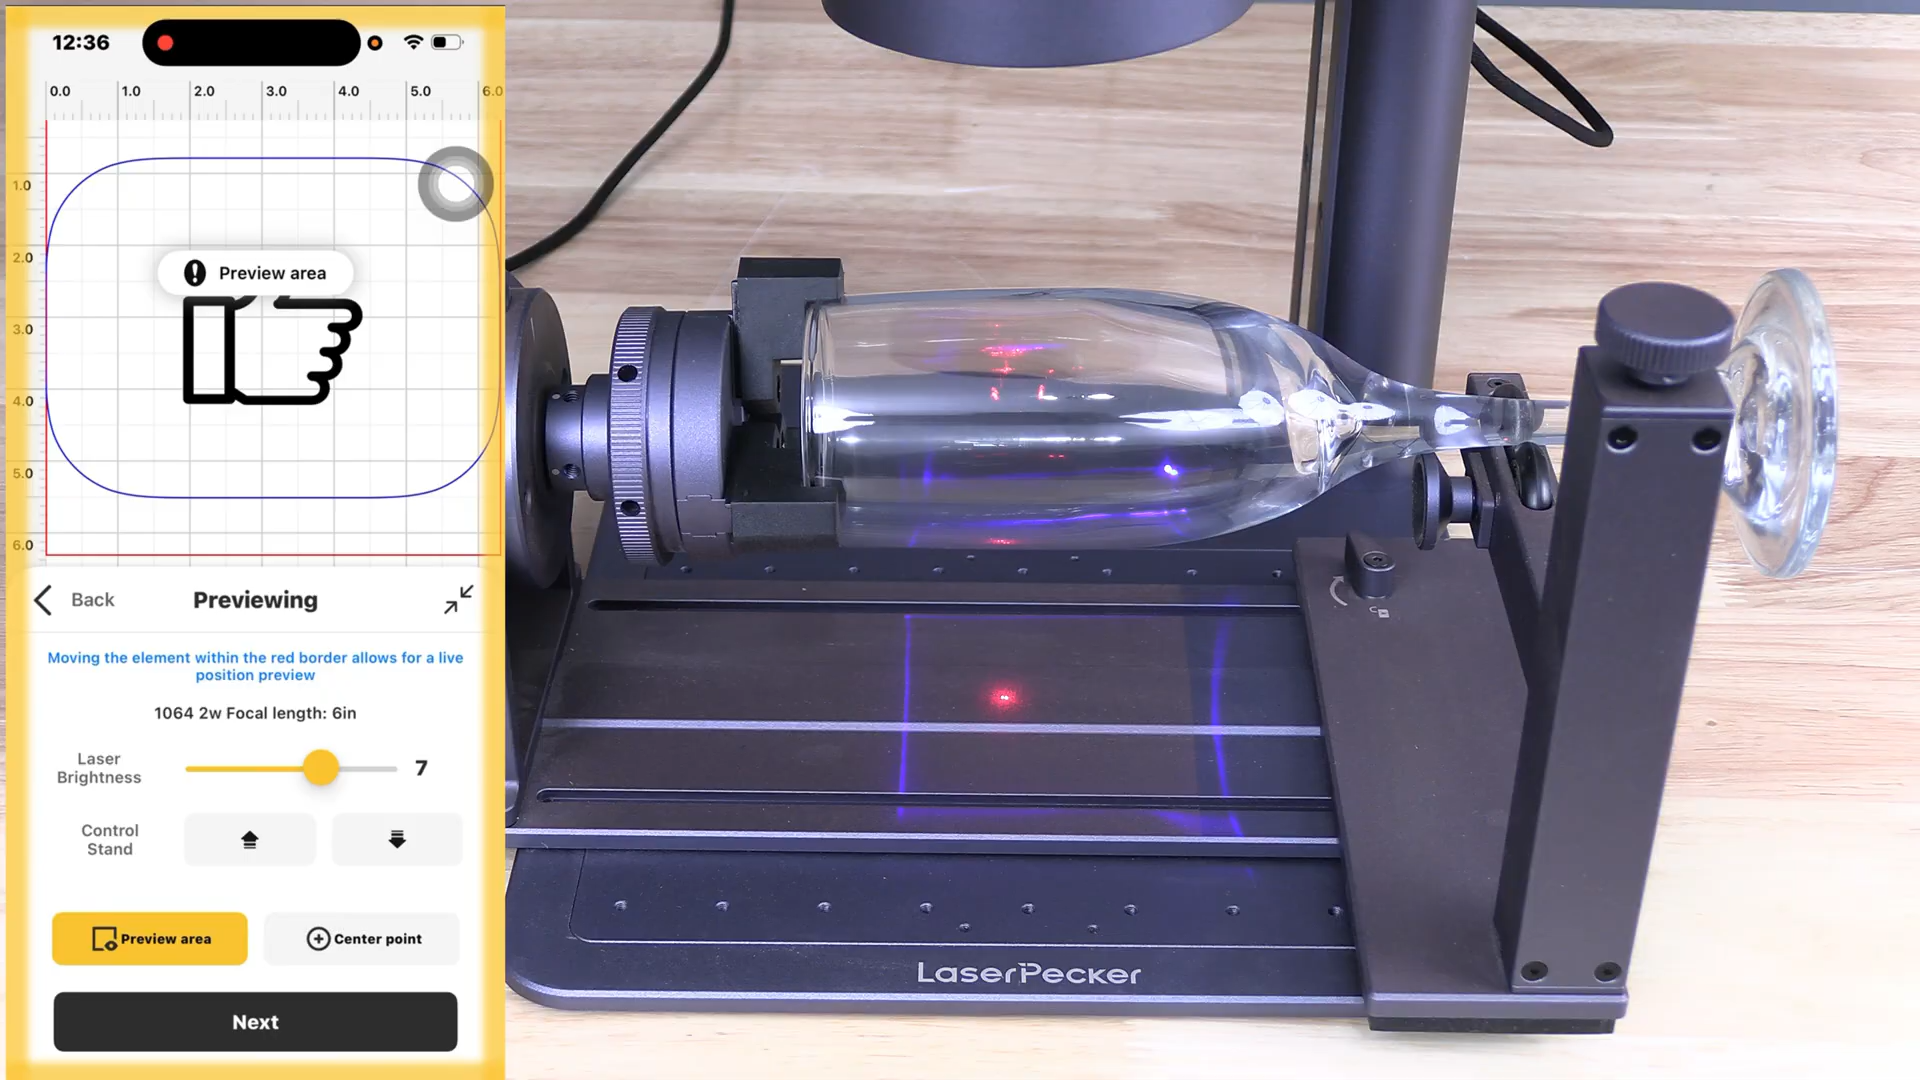 12:36
0.0 1.0 2.0 3.0 4.0 5.0 6.0
1.0
2.0
Preview area
3.0
4.0
5.0
6.0
Back Previewing
Moving the element within the red border allows for a live
position preview
1064 2w Focal length: 6in
Laser
Brightness
7
Control
Stand
Preview area
Center point
Next
LaserPecker